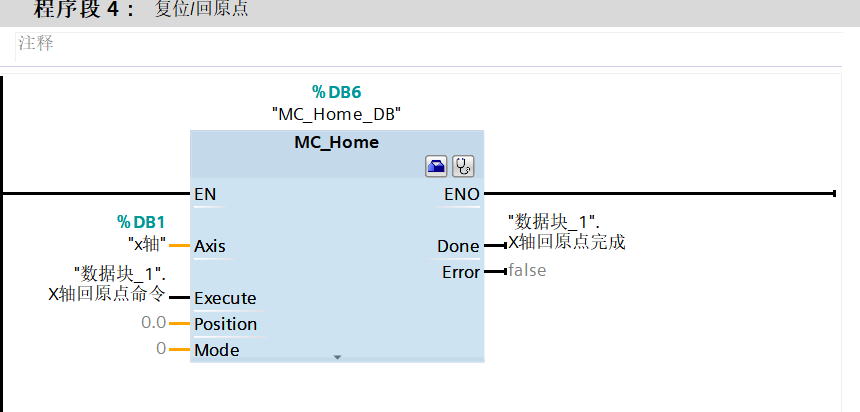 程序段 4： 复位/回原点
注释
%DB6
"MC_Home_DB"
MC_Home
EN ENO
%DB1
"x轴" Axis
"数据块_1".
X轴回原点完成
Done
Error false
"数据块_1".
X轴回原点命令
Execute
0.0 Position
0 Mode